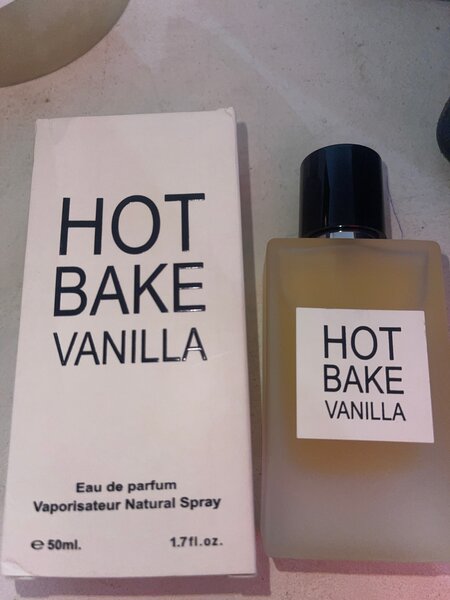 HOT
BAKE
VANILLA
Eau de parfum
Vaporisateur Natural Spray
℮ 50ml. 1.7fl.oz.
HOT
BAKE
VANILLA